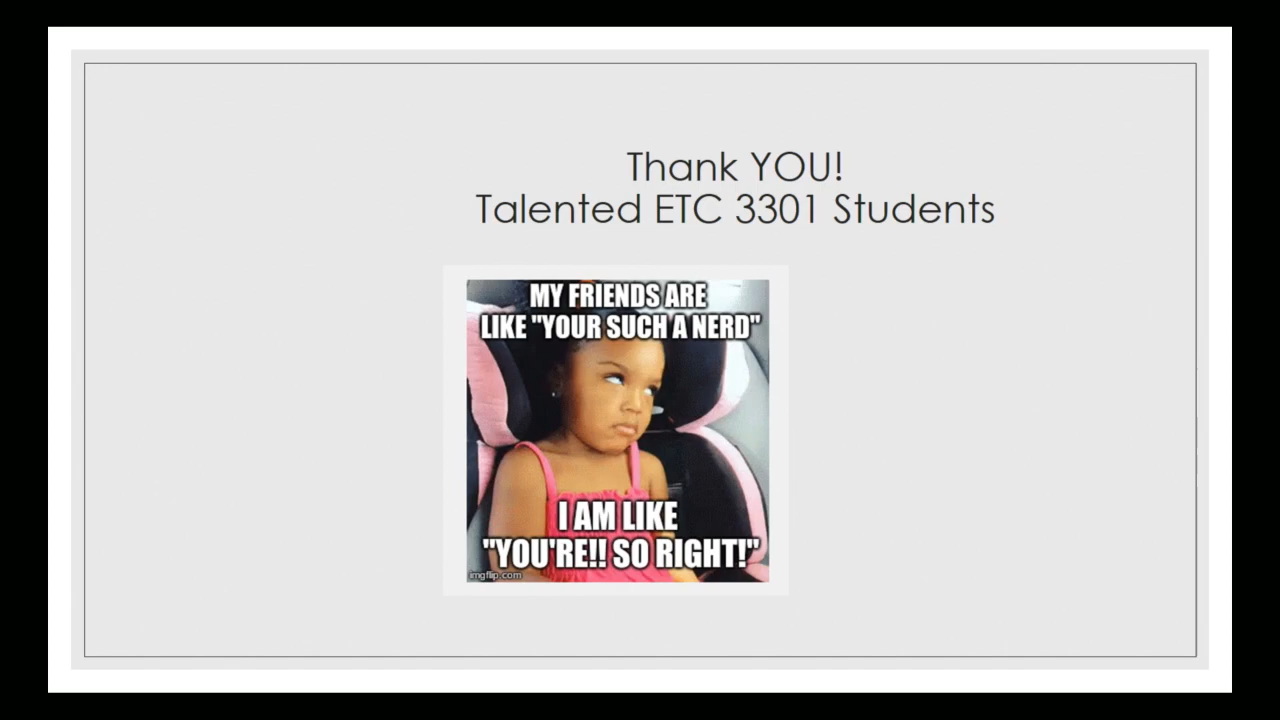 Thank YOU!
Talented ETC 3301 Students
MY FRIENDS ARE
LIKE "YOUR SUCH A NERD"
I AM LIKE
"YOU'RE!! SO RIGHT!"
imgflip.com